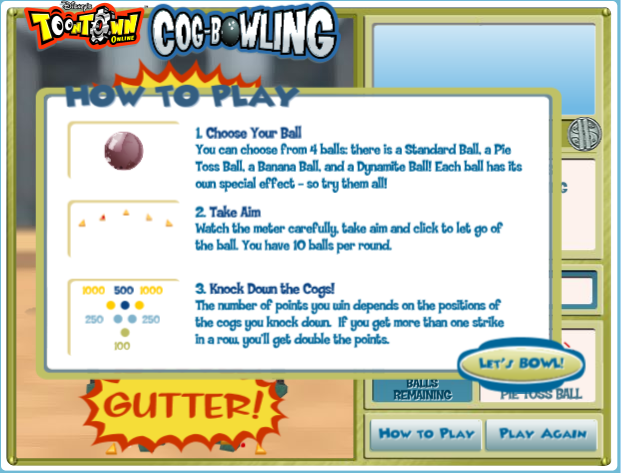 Disney's
TOONTOWN
ONLINE
COG-BOWLING
HOW TO PLAY
1. Choose Your Ball
You can choose from 4 balls: there is a Standard Ball, a Pie
Toss Ball, a Banana Ball, and a Dynamite Ball! Each ball has its
own special effect - so try them all!
2. Take Aim
Watch the meter carefully, take aim and click to let go of
the ball. You have 10 balls per round.
1000 500 1000
250 250
100
3. Knock Down the Cogs!
The number of points you win depends on the positions of
the cogs you knock down. If you get more than one strike
in a row, you'll get double the points.
LET'S BOWL!
GUTTER!
BALLS
REMAINING
PIE TOSS BALL
HOW TO PLAY
PLAY AGAIN